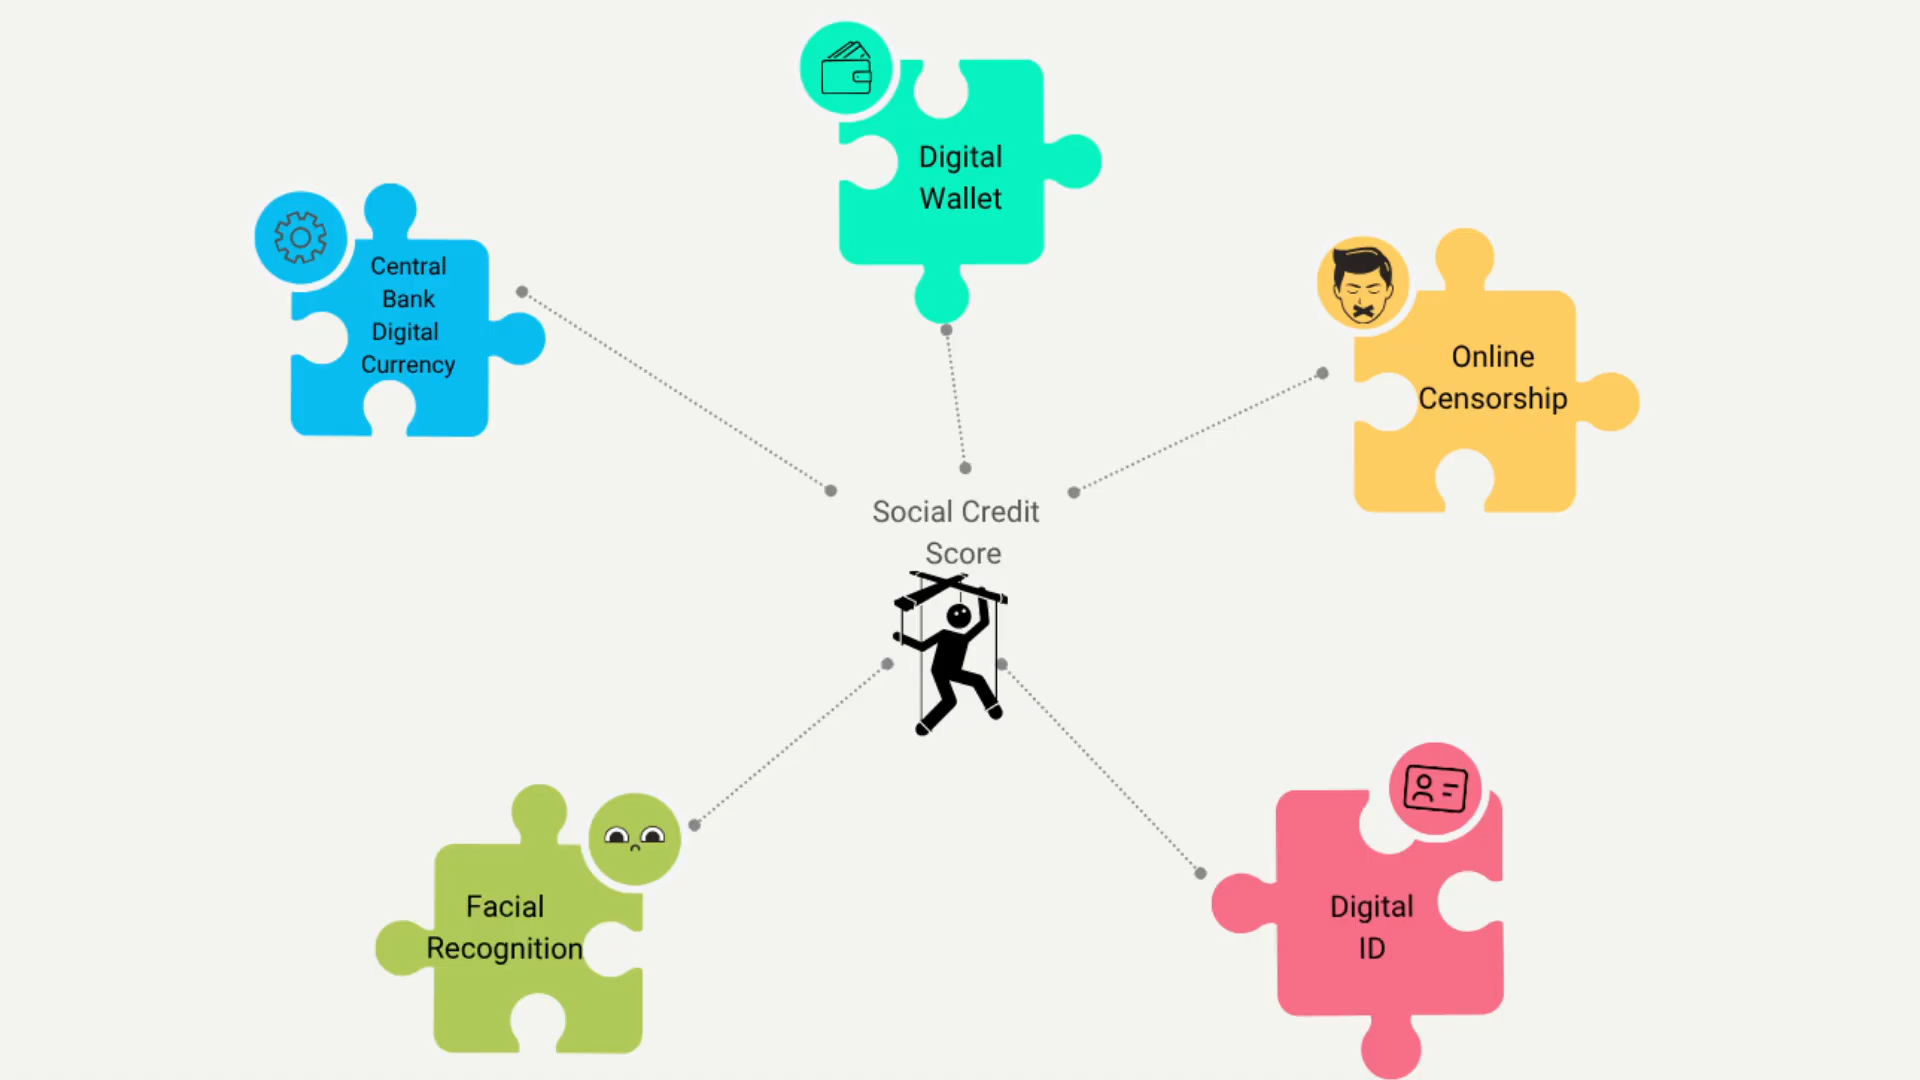 Digital
Wallet
Central
Bank
Digital
Currency
Online
Censorship
Social Credit
Score
Facial
Recognition
Digital
ID